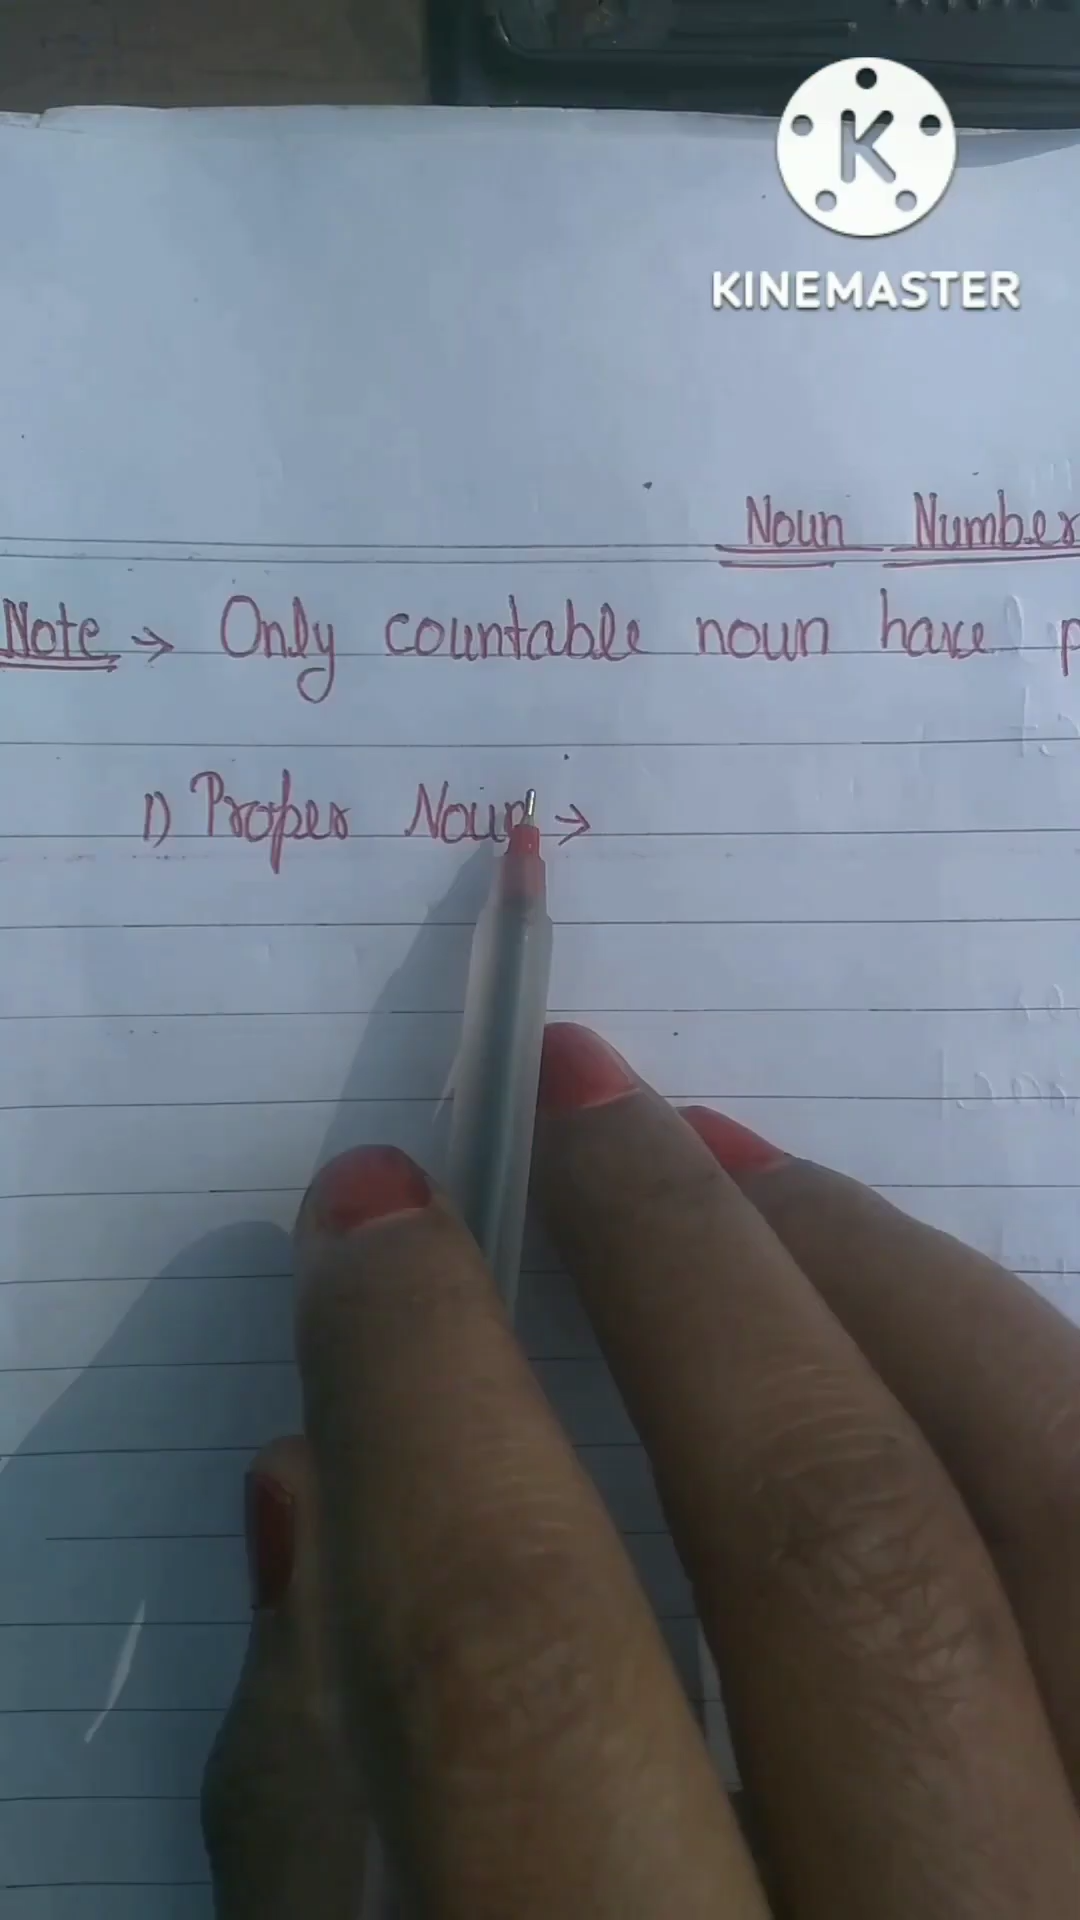 KINEMASTER
Noun Number
Note → Only countable noun have p
1) Proper Noun →